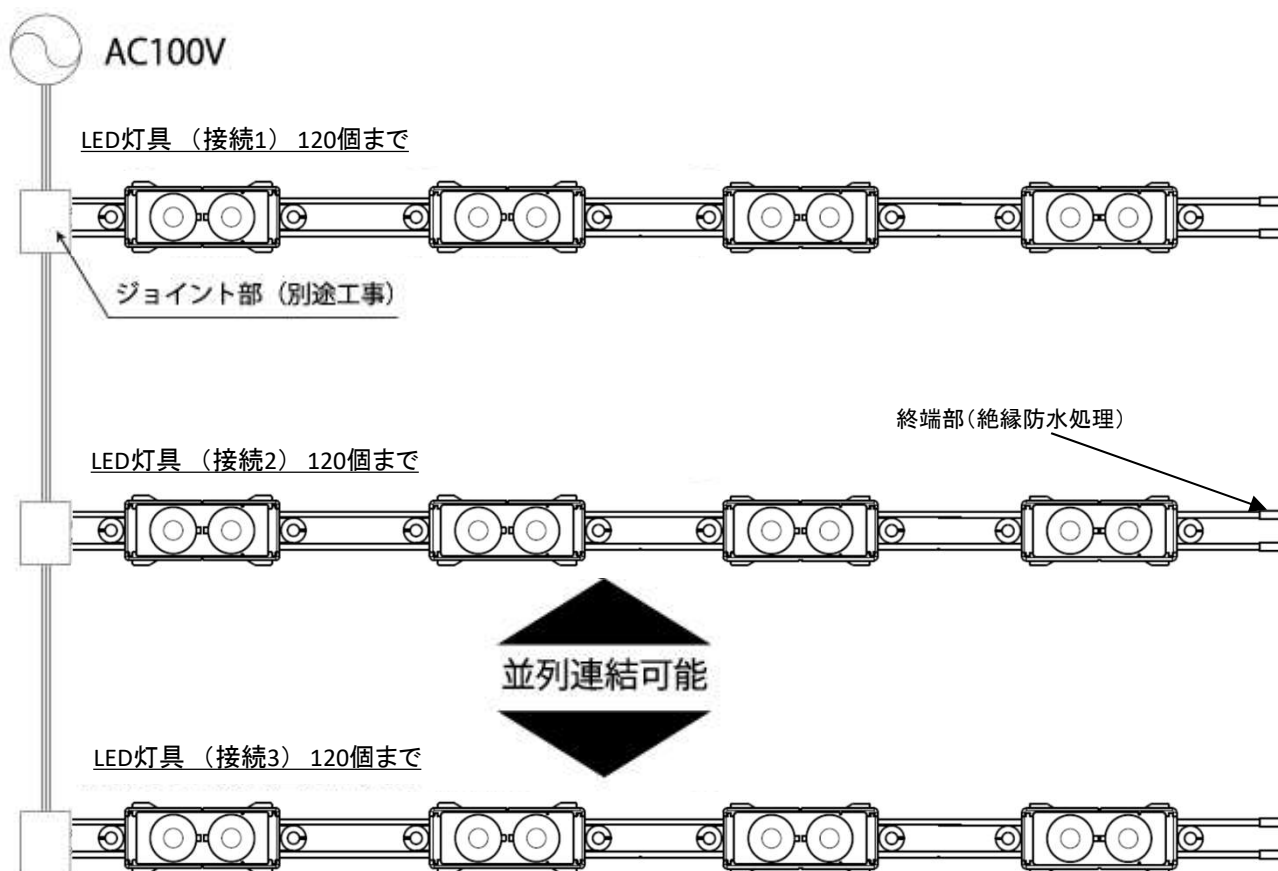 AC100V
LED灯具 （接続1） 120個まで
ジョイント部（別途工事）
終端部（絶縁防水処理）
LED灯具 （接続2） 120個まで
並列連結可能
LED灯具 （接続3） 120個まで